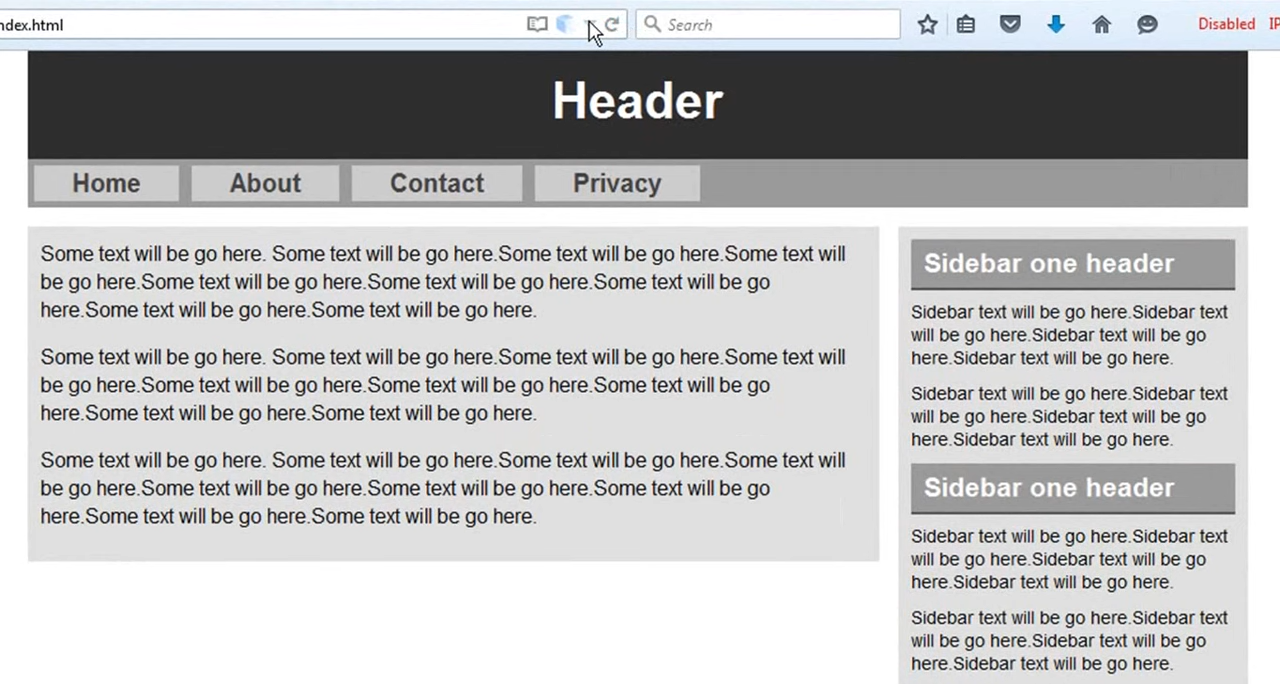 ndex.html
Search
Disabled
IP
Header
Home About Contact Privacy
Some text will be go here. Some text will be go here.Some text will be go here.Some text will
be go here.Some text will be go here.Some text will be go here.Some text will be go
here.Some text will be go here.Some text will be go here.
Some text will be go here. Some text will be go here.Some text will be go here.Some text will
be go here.Some text will be go here.Some text will be go here.Some text will be go
here.Some text will be go here.Some text will be go here.
Some text will be go here. Some text will be go here.Some text will be go here.Some text will
be go here.Some text will be go here.Some text will be go here.Some text will be go
here.Some text will be go here.Some text will be go here.
Sidebar one header
Sidebar text will be go here.Sidebar text
will be go here.Sidebar text will be go
here.Sidebar text will be go here.
Sidebar text will be go here.Sidebar text
will be go here.Sidebar text will be go
here.Sidebar text will be go here.
Sidebar one header
Sidebar text will be go here.Sidebar text
will be go here.Sidebar text will be go
here.Sidebar text will be go here.
Sidebar text will be go here.Sidebar text
will be go here.Sidebar text will be go
here.Sidebar text will be go here.